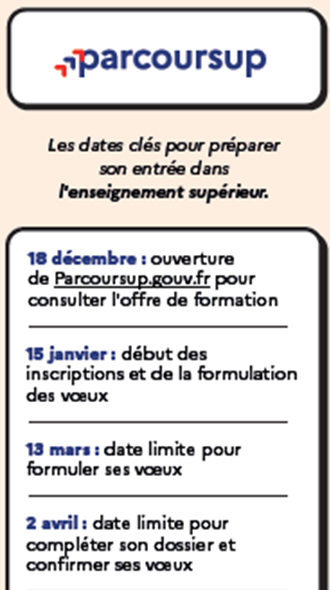 parcoursup
Les dates clés pour préparer
son entrée dans
l'enseignement supérieur.
18 décembre : ouverture
de Parcoursup.gouv.fr pour
consulter l'offre de formation
15 janvier : début des
inscriptions et de la formulation
des vœux
13 mars : date limite pour
formuler ses vœux
2 avril : date limite pour
compléter son dossier et
confirmer ses vœux